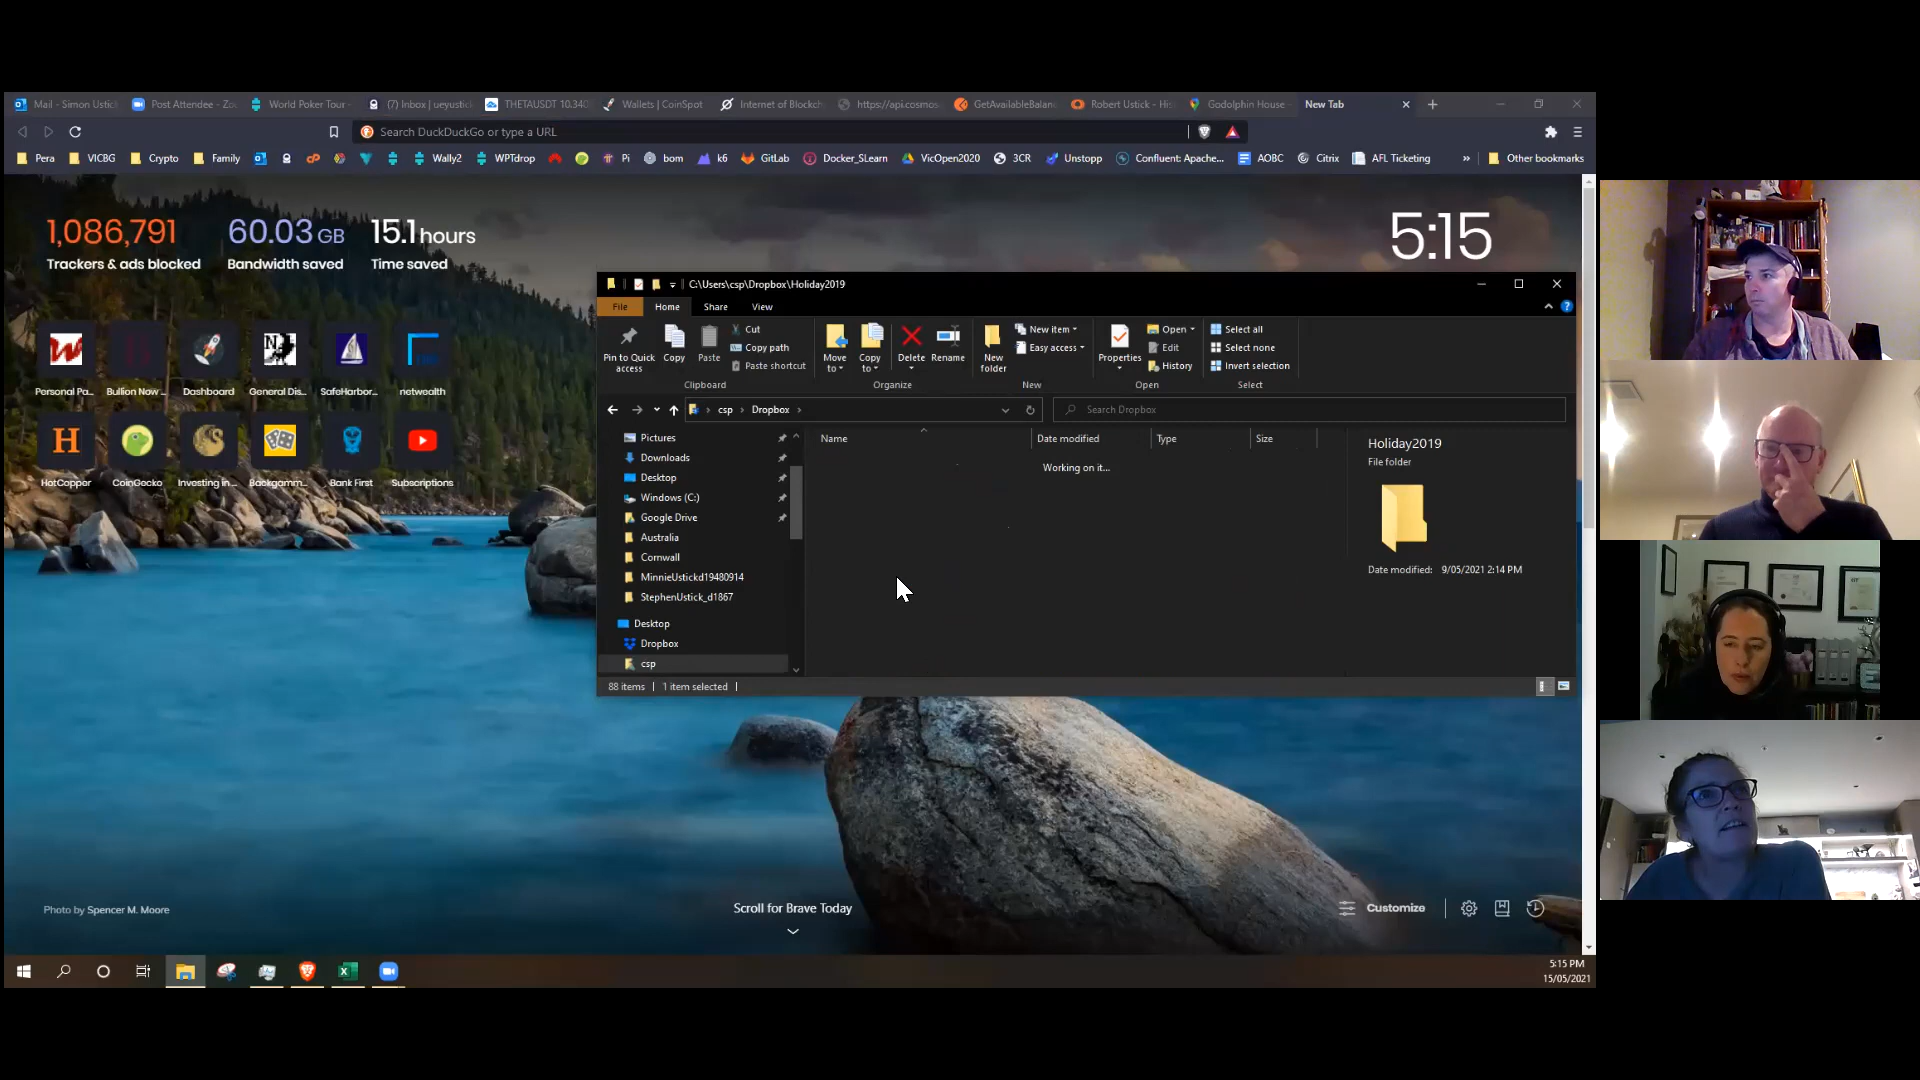 Mail - Simon Ustic
Post Attendee - Zo
World Poker Tour -
(7) Inbox | ueyustick
THETAUSDT 10.340
Wallets | CoinSpot
Internet of Blockch
https://api.cosmos
GetAvailableBalan
Robert Ustick - His
Godolphin House -
New Tab
Search DuckDuckGo or type a URL
Pera
VICBG
Crypto
Family
Wally2
WPTdrop
Pi
bom
k6
GitLab
Docker_SLearn
VicOpen2020
3CR
Unstopp
Confluent: Apache...
AOBC
Citrix
AFL Ticketing
»
Other bookmarks
1,086,791
Trackers & ads blocked
60.03 GB
Bandwidth saved
15.1 hours
Time saved
5:15
Personal Pa...
Bullion Now ...
Dashboard
General Dis...
SafeHarbor...
netwealth
HotCopper
CoinGecko
Investing in...
Backgamm...
Bank First
Subscriptions
C:\Users\csp\Dropbox\Holiday2019
File
Home
Share
View
Pin to Quick access
Copy
Paste
Cut
Copy path
Paste shortcut
Clipboard
Move to
Copy to
Delete
Rename
Organize
New folder
New item
Easy access
New
Properties
Open
Edit
History
Open
Select all
Select none
Invert selection
Select
csp
Dropbox
Search Dropbox
Pictures
Downloads
Desktop
Windows (C:)
Google Drive
Australia
Cornwall
MinnieUstickd19480914
StephenUstick_d1867
Desktop
Dropbox
csp
Name
Date modified
Type
Size
Working on it...
Holiday2019
File folder
Date modified: 9/05/2021 2:14 PM
88 items
1 item selected
Photo by Spencer M. Moore
Scroll for Brave Today
Customize
5:15 PM
15/05/2021